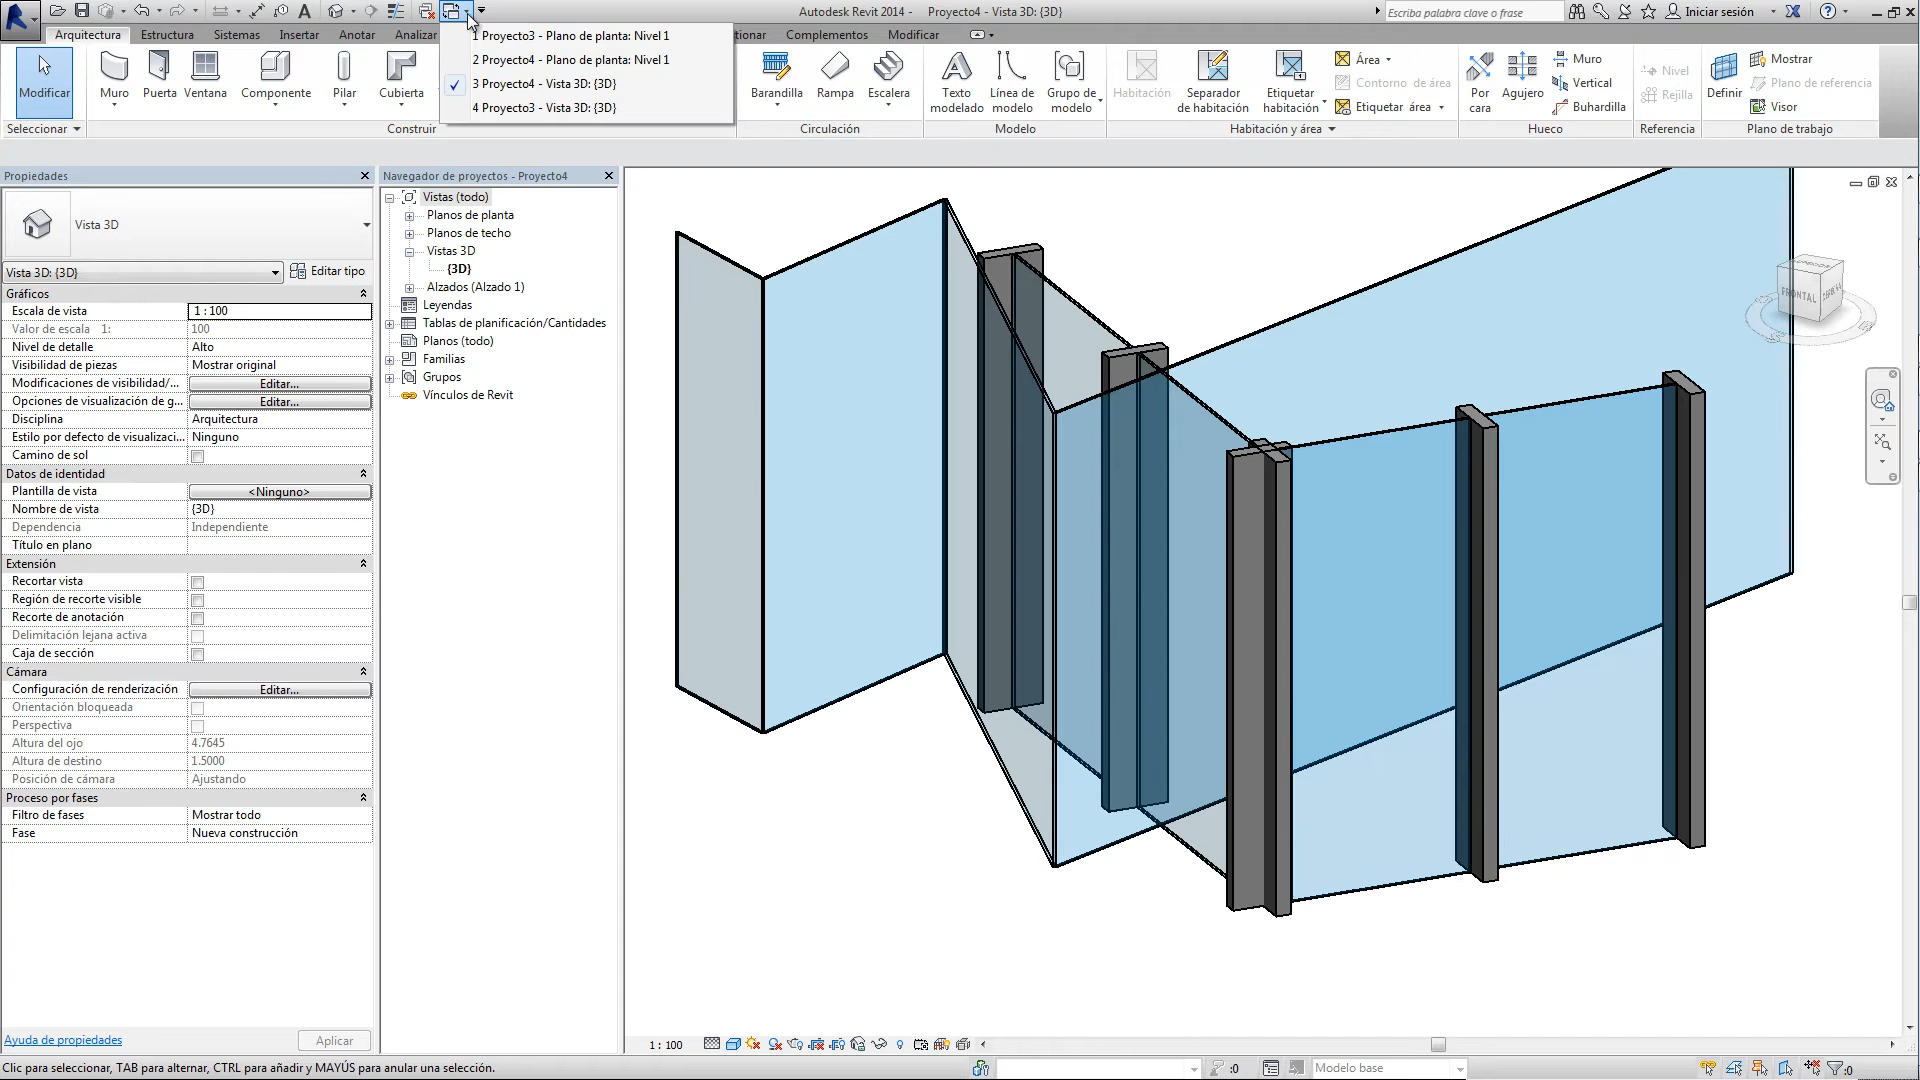 Autodesk Revit 2014 -     Proyecto4 - Vista 3D: {3D}
Escriba palabra clave o frase
Iniciar sesión
Arquitectura
Estructura
Sistemas
Insertar
Anotar
Analizar
Complementos
Modificar
1 Proyecto3 - Plano de planta: Nivel 1
2 Proyecto4 - Plano de planta: Nivel 1
3 Proyecto4 - Vista 3D: {3D}
4 Proyecto3 - Vista 3D: {3D}
Modificar
Muro
Puerta
Ventana
Componente
Pilar
Cubierta
Barandilla
Rampa
Escalera
Texto modelado
Línea de modelo
Grupo de modelo
Habitación
Separador de habitación
Etiquetar habitación
Área
Contorno de área
Etiquetar área
Por cara
Agujero
Muro
Vertical
Buhardilla
Nivel
Rejilla
Definir
Mostrar
Plano de referencia
Visor
Seleccionar
Construir
Circulación
Modelo
Habitación y área
Hueco
Referencia
Plano de trabajo
Propiedades
Vista 3D
Vista 3D: {3D}
Editar tipo
Gráficos
Escala de vista 1 : 100
Valor de escala 1: 100
Nivel de detalle Alto
Visibilidad de piezas Mostrar original
Modificaciones de visibilidad/... Editar...
Opciones de visualización de g... Editar...
Disciplina Arquitectura
Estilo por defecto de visualizaci... Ninguno
Camino de sol
Datos de identidad
Plantilla de vista <Ninguno>
Nombre de vista {3D}
Dependencia Independiente
Título en plano
Extensión
Recortar vista
Región de recorte visible
Recorte de anotación
Delimitación lejana activa
Caja de sección
Cámara
Configuración de renderización Editar...
Orientación bloqueada
Perspectiva
Altura del ojo 4.7645
Altura de destino 1.5000
Posición de cámara Ajustando
Proceso por fases
Filtro de fases Mostrar todo
Fase Nueva construcción
Ayuda de propiedades
Aplicar
Navegador de proyectos - Proyecto4
Vistas (todo)
Planos de planta
Planos de techo
Vistas 3D
{3D}
Alzados (Alzado 1)
Leyendas
Tablas de planificación/Cantidades
Planos (todo)
Familias
Grupos
Vínculos de Revit
FRONTAL
1 : 100
Clic para seleccionar, TAB para alternar, CTRL para añadir y MAYÚS para anular una selección.
:0
Modelo base
:0